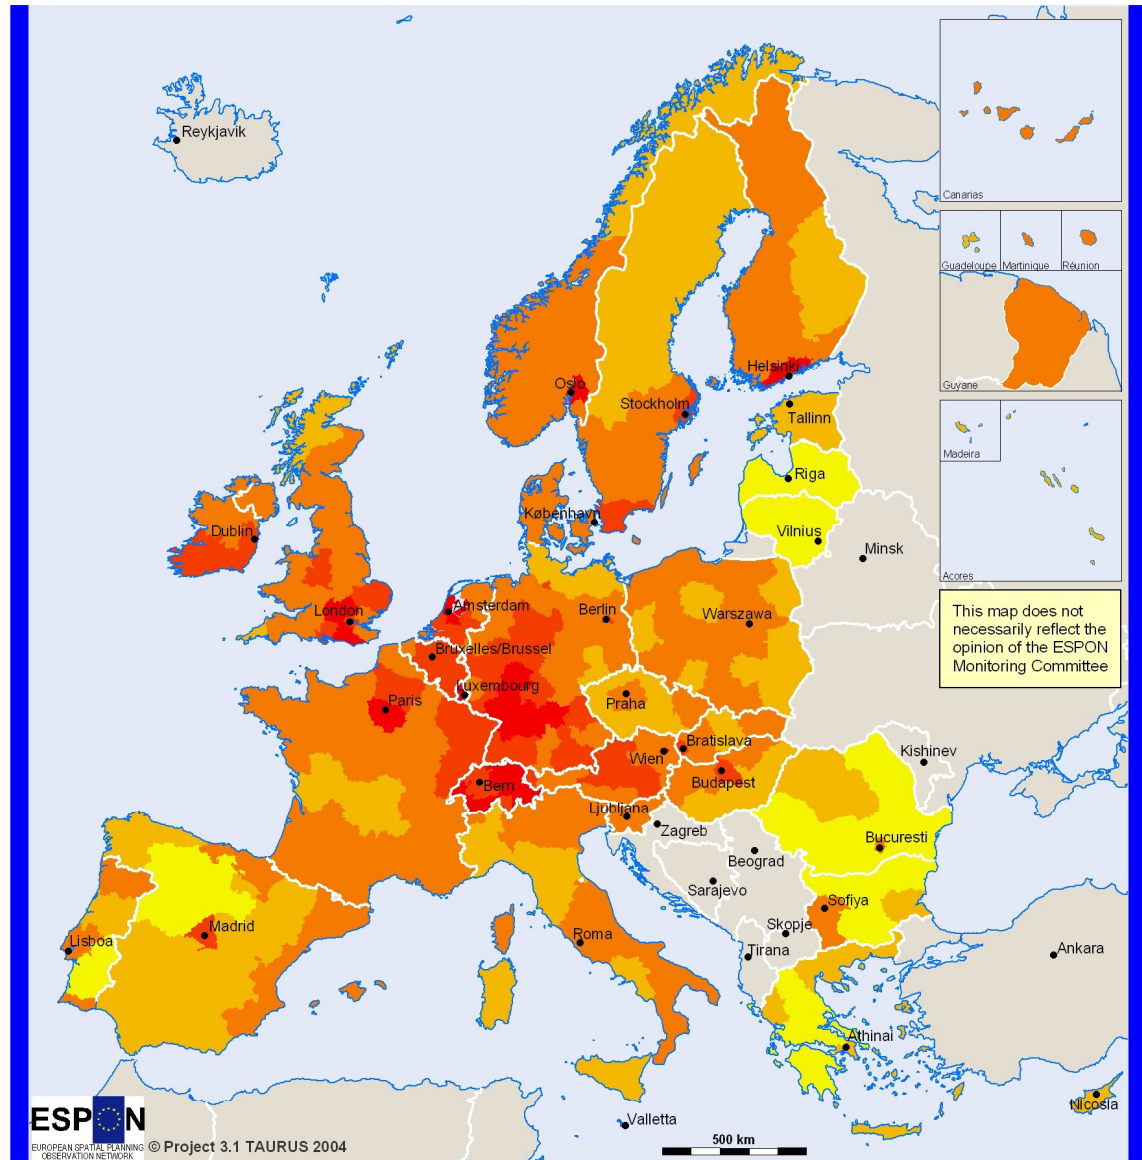 Reykjavik
Canarias
Guadeloupe
Martinique
Réunion
Guyane
Helsinki
Oslo
Stockholm
Tallinn
Madeira
Riga
København
Dublin
Vilnius
Minsk
Acores
This map does not
necessarily reflect the
opinion of the ESPON
Monitoring Committee
London
Amsterdam
Berlin
Warszawa
Bruxelles/Brussel
Luxembourg
Paris
Praha
Kishinev
Bratislava
Wien
Budapest
Bern
Ljubljana
Zagreb
Bucuresti
Beograd
Sarajevo
Sofiya
Skopje
Madrid
Lisboa
Roma
Tirana
Ankara
Athinai
Nicosia
Valletta
ESPON
EUROPEAN SPATIAL PLANNING
OBSERVATION NETWORK
© Project 3.1 TAURUS 2004
500 km